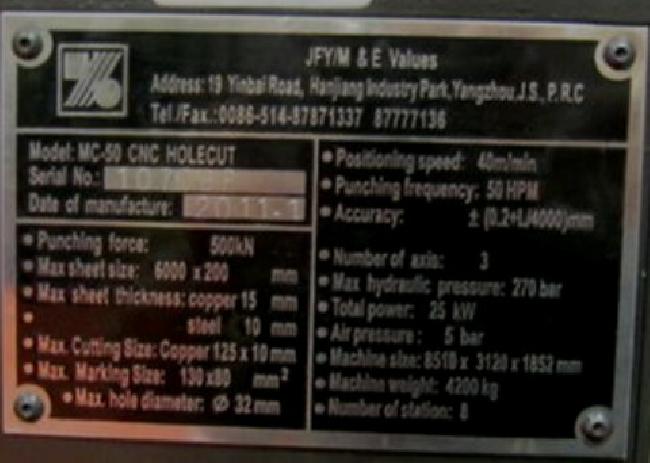 JFY/M & E Values
Address: 19 Yinbai Road, Hanjiang Industry Park, Yangzhou.J.S., P.R.C
Tel./Fax.:0086-514-87871337 87777136
Model: MC-50 CNC HOLECUT
Serial No.:
Date of manufacture: 2011-1
• Punching force: 500kN
• Max sheet size: 6000 x 200 mm
• Max sheet thickness: copper 15 mm
• steel 10 mm
• Max. Cutting Size: Copper 125 x 10 mm
• Max. Marking Size: 130 x80 mm²
• Max. hole diameter: Ø 32 mm
• Positioning speed: 40m/min
• Punching frequency: 50 HPM
• Accuracy: ± (0.2+L/4000)mm
• Number of axis: 3
• Max hydraulic pressure: 270 bar
• Total power: 25 kW
• Air pressure: 5 bar
• Machine size: 8510 x 3120 x 1852 mm
• Machine weight: 4200 kg
• Number of station: 8